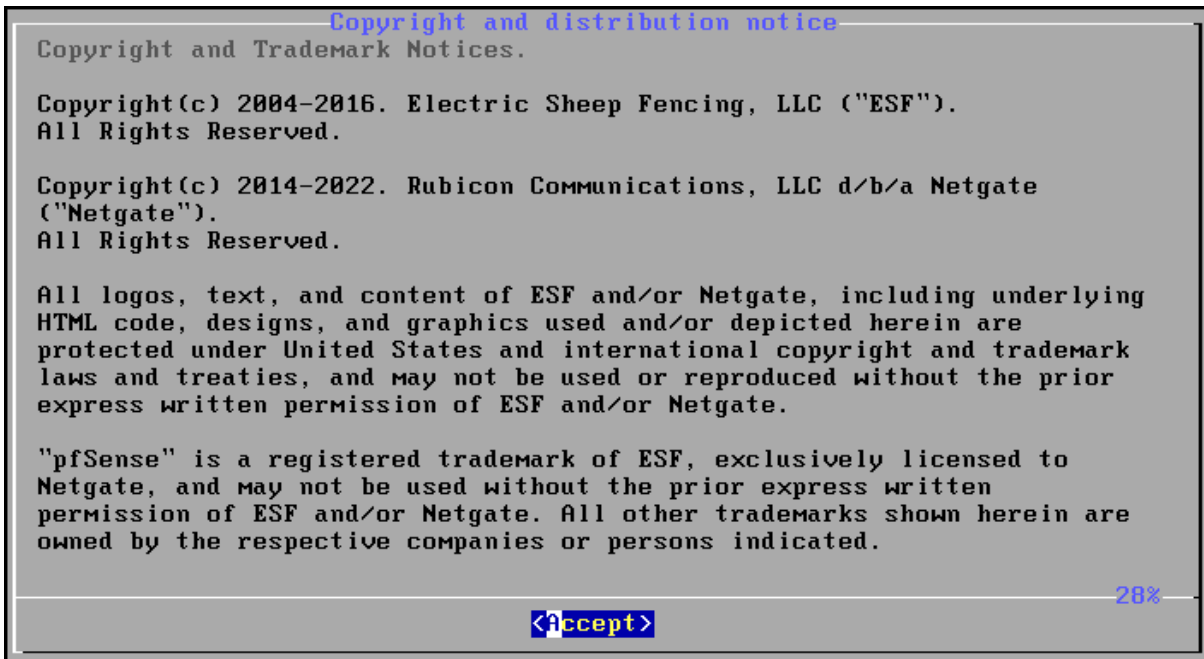 Copyright and distribution notice
Copyright and Trademark Notices.
Copyright(c) 2004-2016. Electric Sheep Fencing, LLC ("ESF").
All Rights Reserved.
Copyright(c) 2014-2022. Rubicon Communications, LLC d/b/a Netgate
("Netgate").
All Rights Reserved.
All logos, text, and content of ESF and/or Netgate, including underlying
HTML code, designs, and graphics used and/or depicted herein are
protected under United States and international copyright and trademark
laws and treaties, and may not be used or reproduced without the prior
express written permission of ESF and/or Netgate.
"pfSense" is a registered trademark of ESF, exclusively licensed to
Netgate, and may not be used without the prior express written
permission of ESF and/or Netgate. All other trademarks shown herein are
owned by the respective companies or persons indicated.
28%
<Accept>